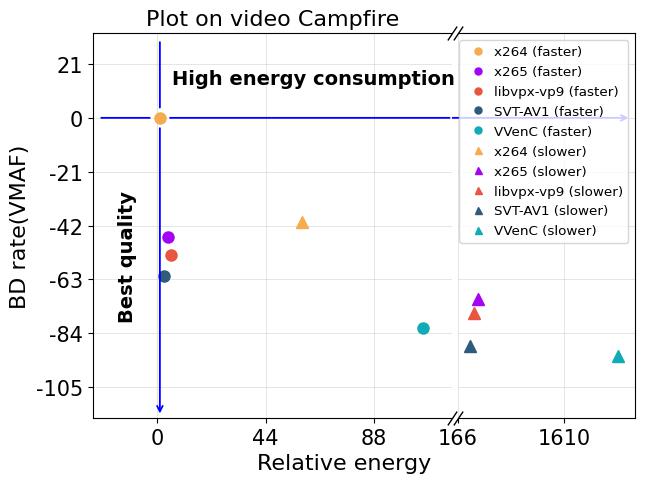 Plot on video Campfire
High energy consumption
Best quality
x264 (faster)
x265 (faster)
libvpx-vp9 (faster)
SVT-AV1 (faster)
VVenC (faster)
x264 (slower)
x265 (slower)
libvpx-vp9 (slower)
SVT-AV1 (slower)
VVenC (slower)
BD rate(VMAF)
21
0
-21
-42
-63
-84
-105
0 44 88 166 1610
Relative energy